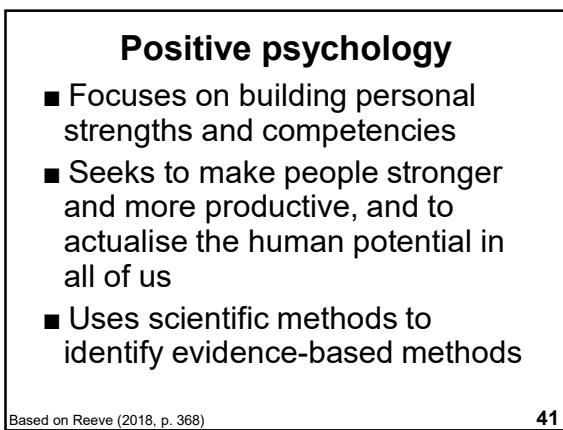 Positive psychology
■ Focuses on building personal
strengths and competencies
■ Seeks to make people stronger
and more productive, and to
actualise the human potential in
all of us
■ Uses scientific methods to
identify evidence-based methods
Based on Reeve (2018, p. 368)
41